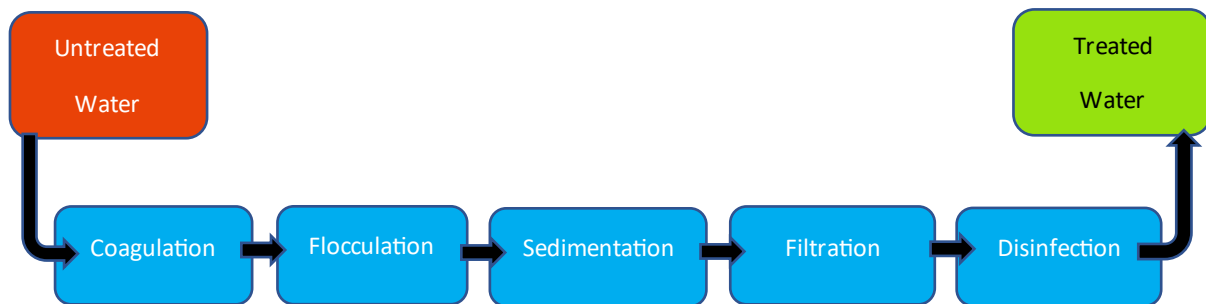 Untreated
Water
Treated
Water
Coagulation
Flocculation
Sedimentation
Filtration
Disinfection